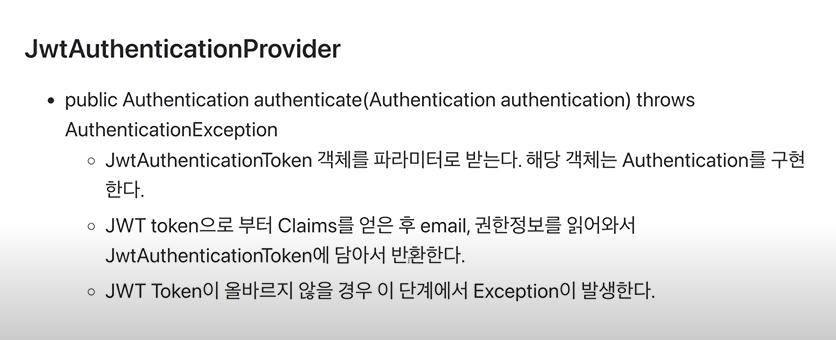 JwtAuthenticationProvider
• public Authentication authenticate(Authentication authentication) throws
AuthenticationException
◦ JwtAuthenticationToken 객체를 파라미터로 받는다. 해당 객체는 Authentication를 구현
한다.
◦ JWT token으로 부터 Claims를 얻은 후 email, 권한정보를 읽어와서
JwtAuthenticationToken에 담아서 반환한다.
◦ JWT Token이 올바르지 않을 경우 이 단계에서 Exception이 발생한다.